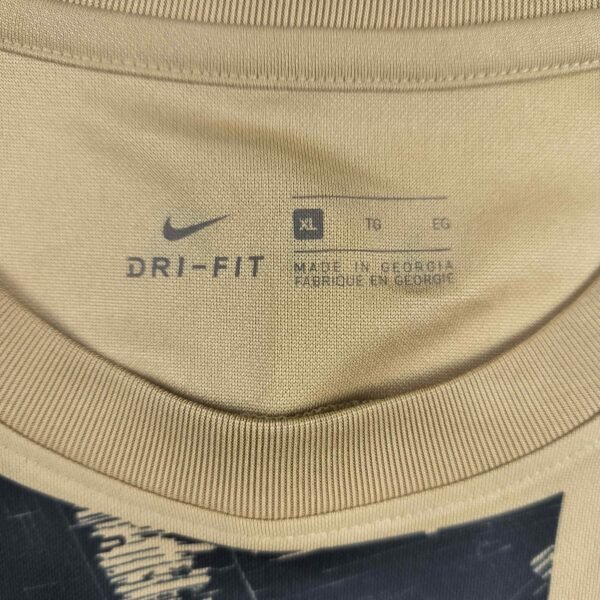 DRI-FIT
XL TG EG
MADE IN GEORGIA
FABRIQUE EN GEORGIE